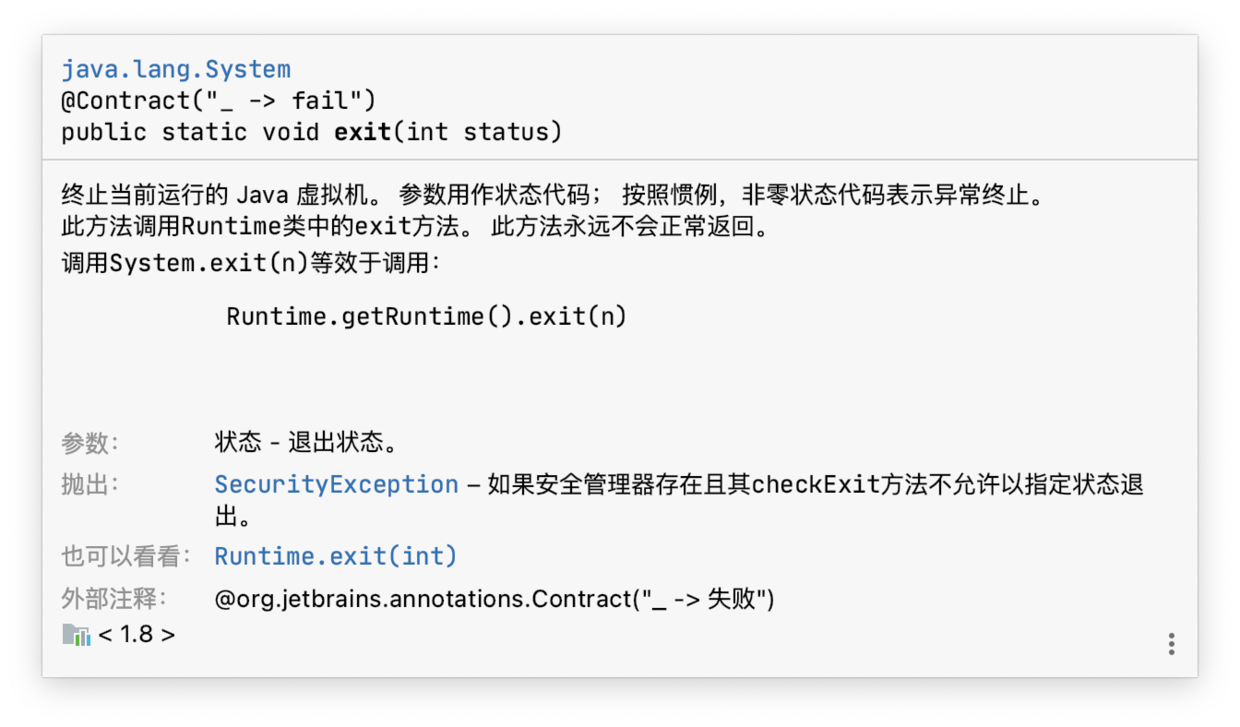 java.lang.System
@Contract("_ -> fail")
public static void exit(int status)
终止当前运行的 Java 虚拟机。 参数用作状态代码； 按照惯例，非零状态代码表示异常终止。
此方法调用Runtime类中的exit方法。 此方法永远不会正常返回。
调用System.exit(n)等效于调用：
Runtime.getRuntime().exit(n)
参数： 状态 - 退出状态。
抛出： SecurityException – 如果安全管理器存在且其checkExit方法不允许以指定状态退
出。
也可以看看： Runtime.exit(int)
外部注释： @org.jetbrains.annotations.Contract("_ -> 失败")
< 1.8 >